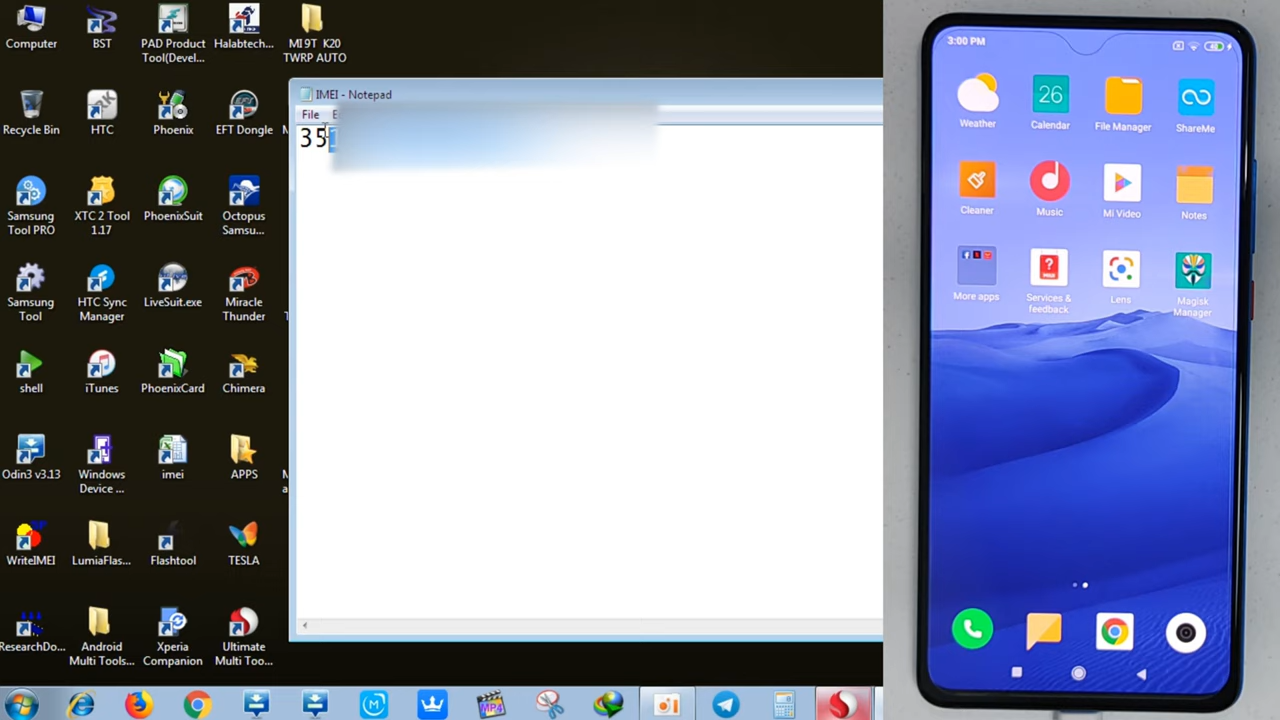 Computer
BST
PAD Product
Tool(Devel...
Halabtech...
MI 9T K20
TWRP AUTO
Recycle Bin
HTC
Phoenix
EFT Dongle
Samsung
Tool PRO
XTC 2 Tool
1.17
PhoenixSuit
Octopus
Samsu...
Samsung
Tool
HTC Sync
Manager
LiveSuit.exe
Miracle
Thunder
shell
iTunes
PhoenixCard
Chimera
Odin3 v3.13
Windows
Device ...
imei
APPS
WriteIMEI
LumiaFlas...
Flashtool
TESLA
ResearchDo...
Android
Multi Tools...
Xperia
Companion
Ultimate
Multi Too...
IMEI - Notepad
File
35
MP4
3:00 PM
Weather
26
Calendar
File Manager
ShareMe
Cleaner
Music
Mi Video
Notes
More apps
Services &
feedback
Lens
Magisk
Manager